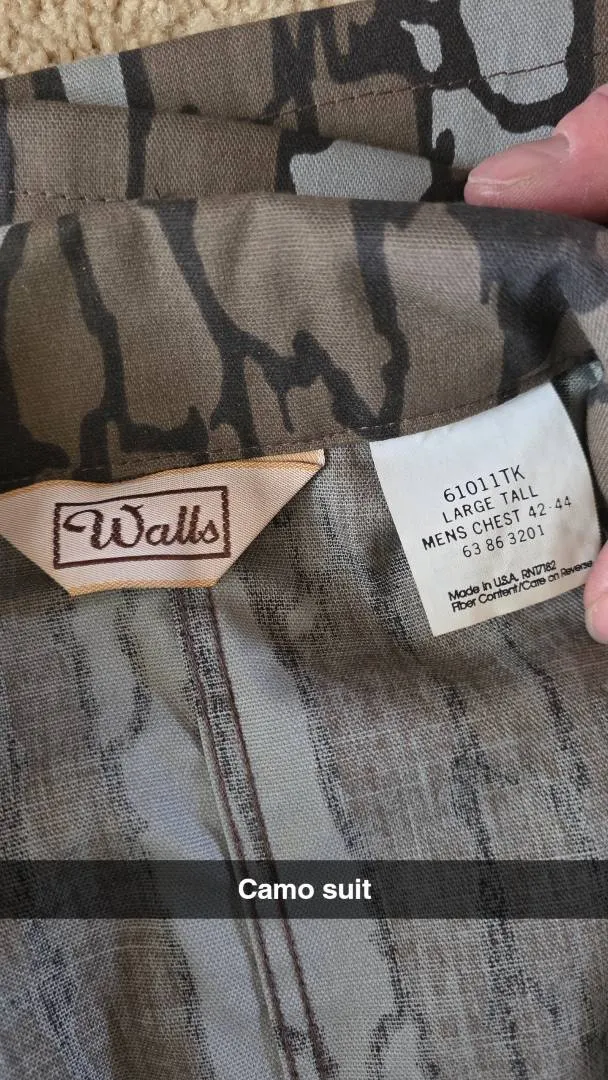 Walls
61011TK
LARGE TALL
MENS CHEST 42-44
63 86 3201
Made in U.S.A. RN17182
Fiber Content/Care on Reverse
Camo suit